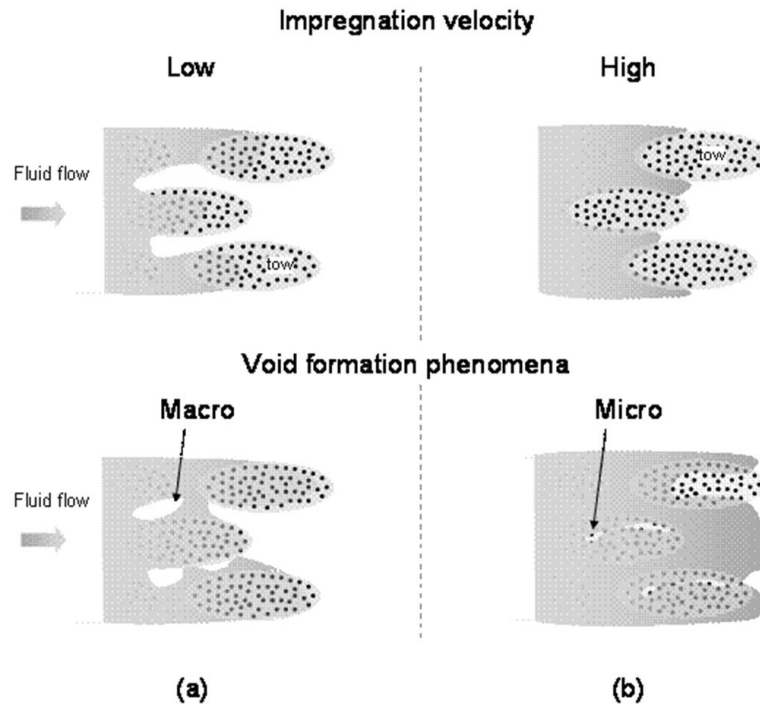 Impregnation velocity
Low
High
Fluid flow
tow
tow
Void formation phenomena
Macro
Micro
Fluid flow
(a)
(b)